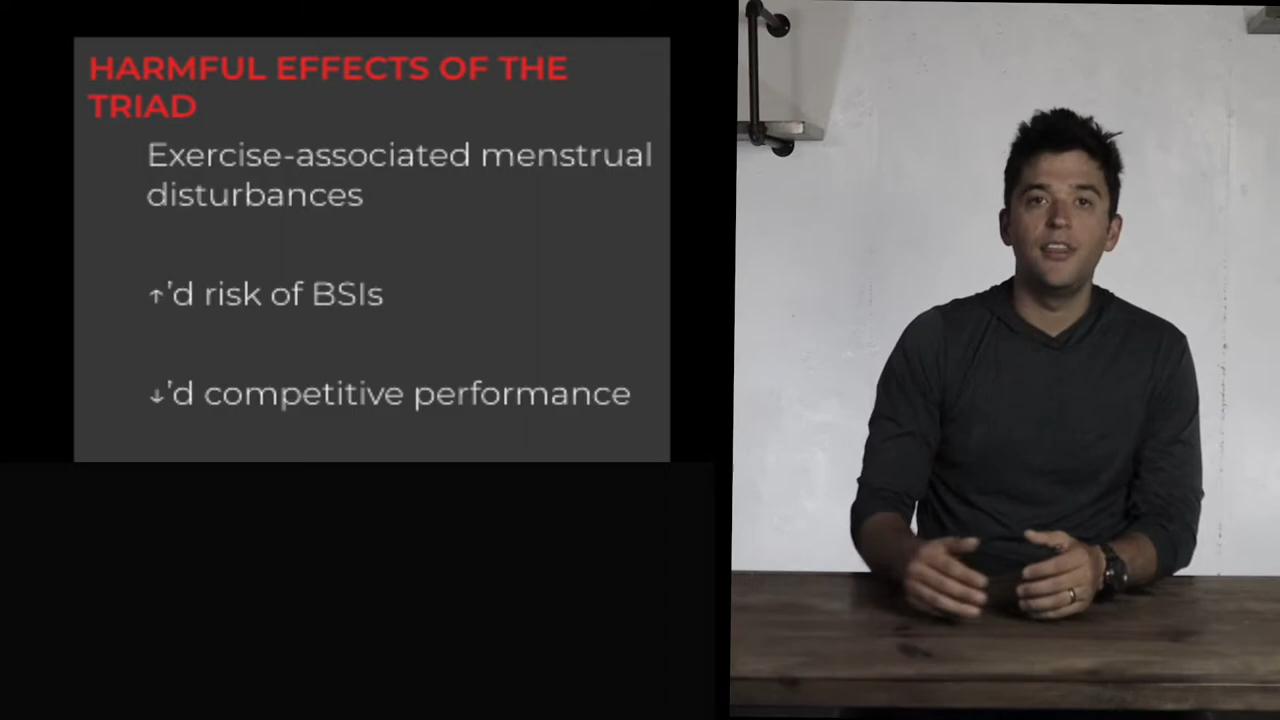 HARMFUL EFFECTS OF THE
TRIAD
Exercise-associated menstrual
disturbances
↑'d risk of BSIs
↓'d competitive performance